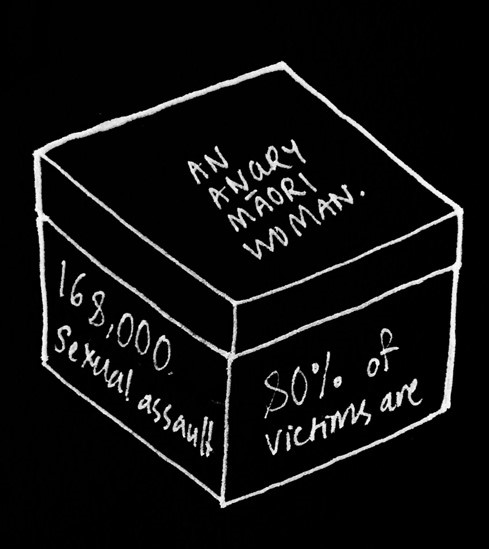 AN
ANGRY
MĀORI
WOMAN.
168,000
sexual assault
80% of
victims are